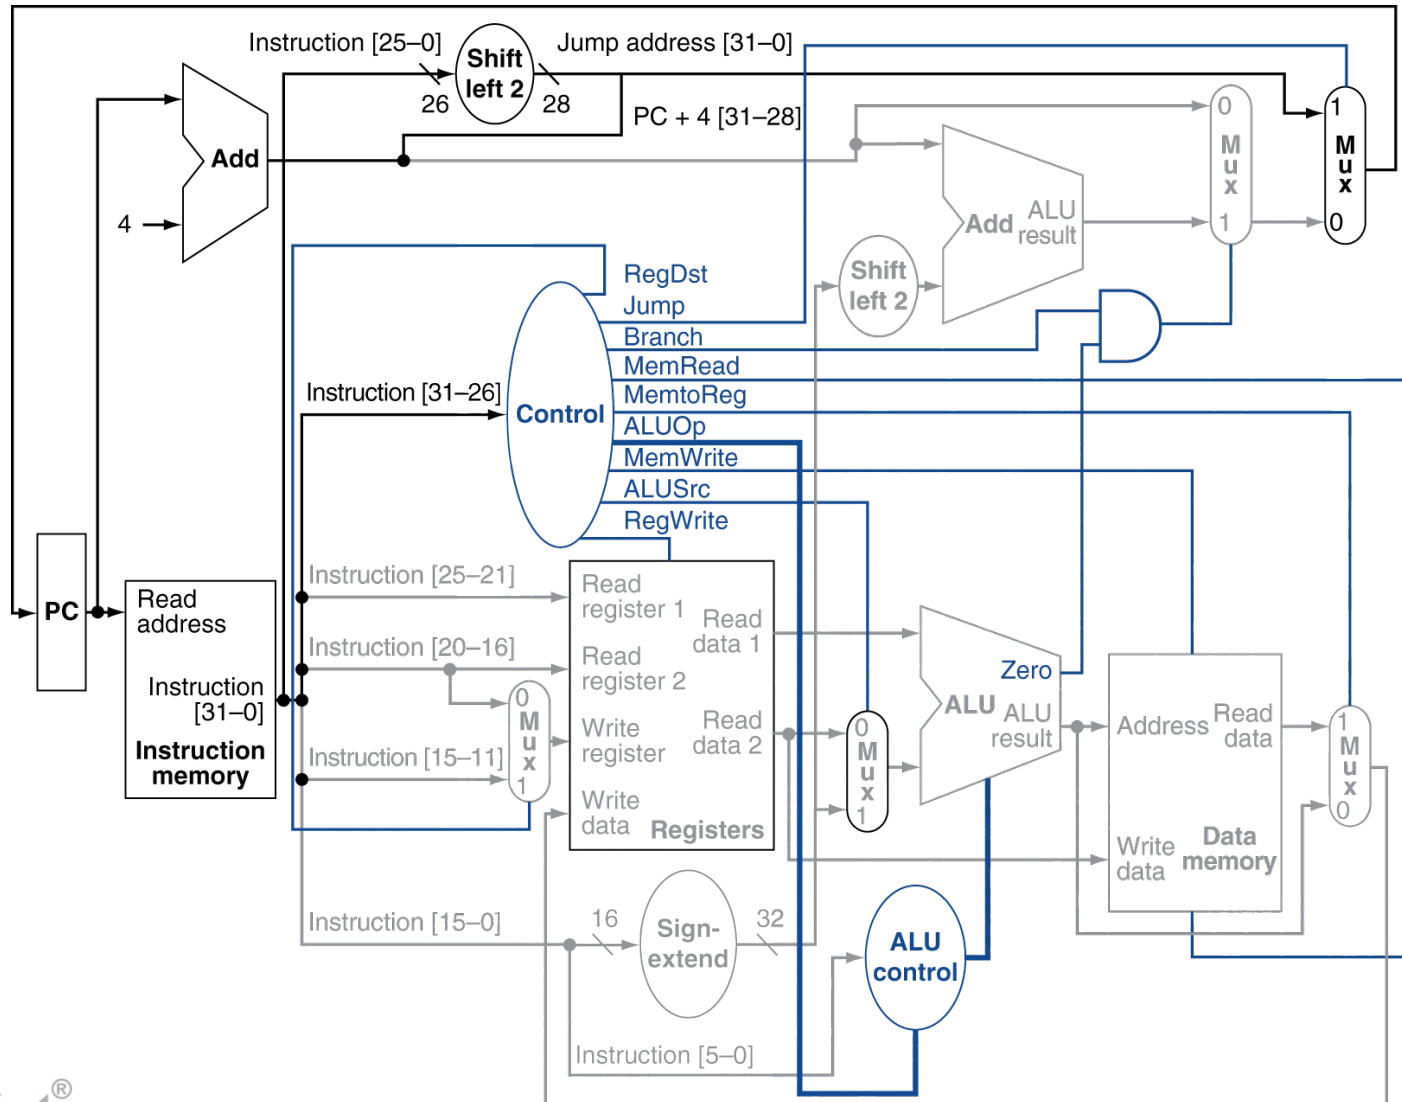 Instruction [25–0]
Shift
left 2
Jump address [31–0]
26
28
PC + 4 [31–28]
Add
4
0
M
u
x
1
1
M
u
x
0
Add
ALU
result
Shift
left 2
RegDst
Jump
Branch
MemRead
MemtoReg
ALUOp
MemWrite
ALUSrc
RegWrite
Instruction [31–26]
Control
PC
Read
address
Instruction
[31–0]
Instruction
memory
Instruction [25–21]
Instruction [20–16]
Instruction [15–11]
0
M
u
x
1
Read
register 1
Read
register 2
Write
register
Write
data
Read
data 1
Read
data 2
Registers
0
M
u
x
1
Zero
ALU
ALU
result
Address
Read
data
Write
data
Data
memory
1
M
u
x
0
Instruction [15–0]
16
Sign-
extend
32
ALU
control
Instruction [5–0]
®